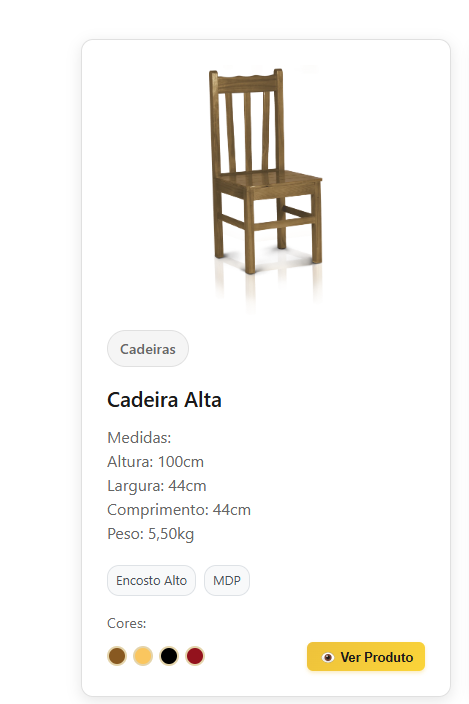 Cadeiras
Cadeira Alta
Medidas:
Altura: 100cm
Largura: 44cm
Comprimento: 44cm
Peso: 5,50kg
Encosto Alto MDP
Cores:
Ver Produto